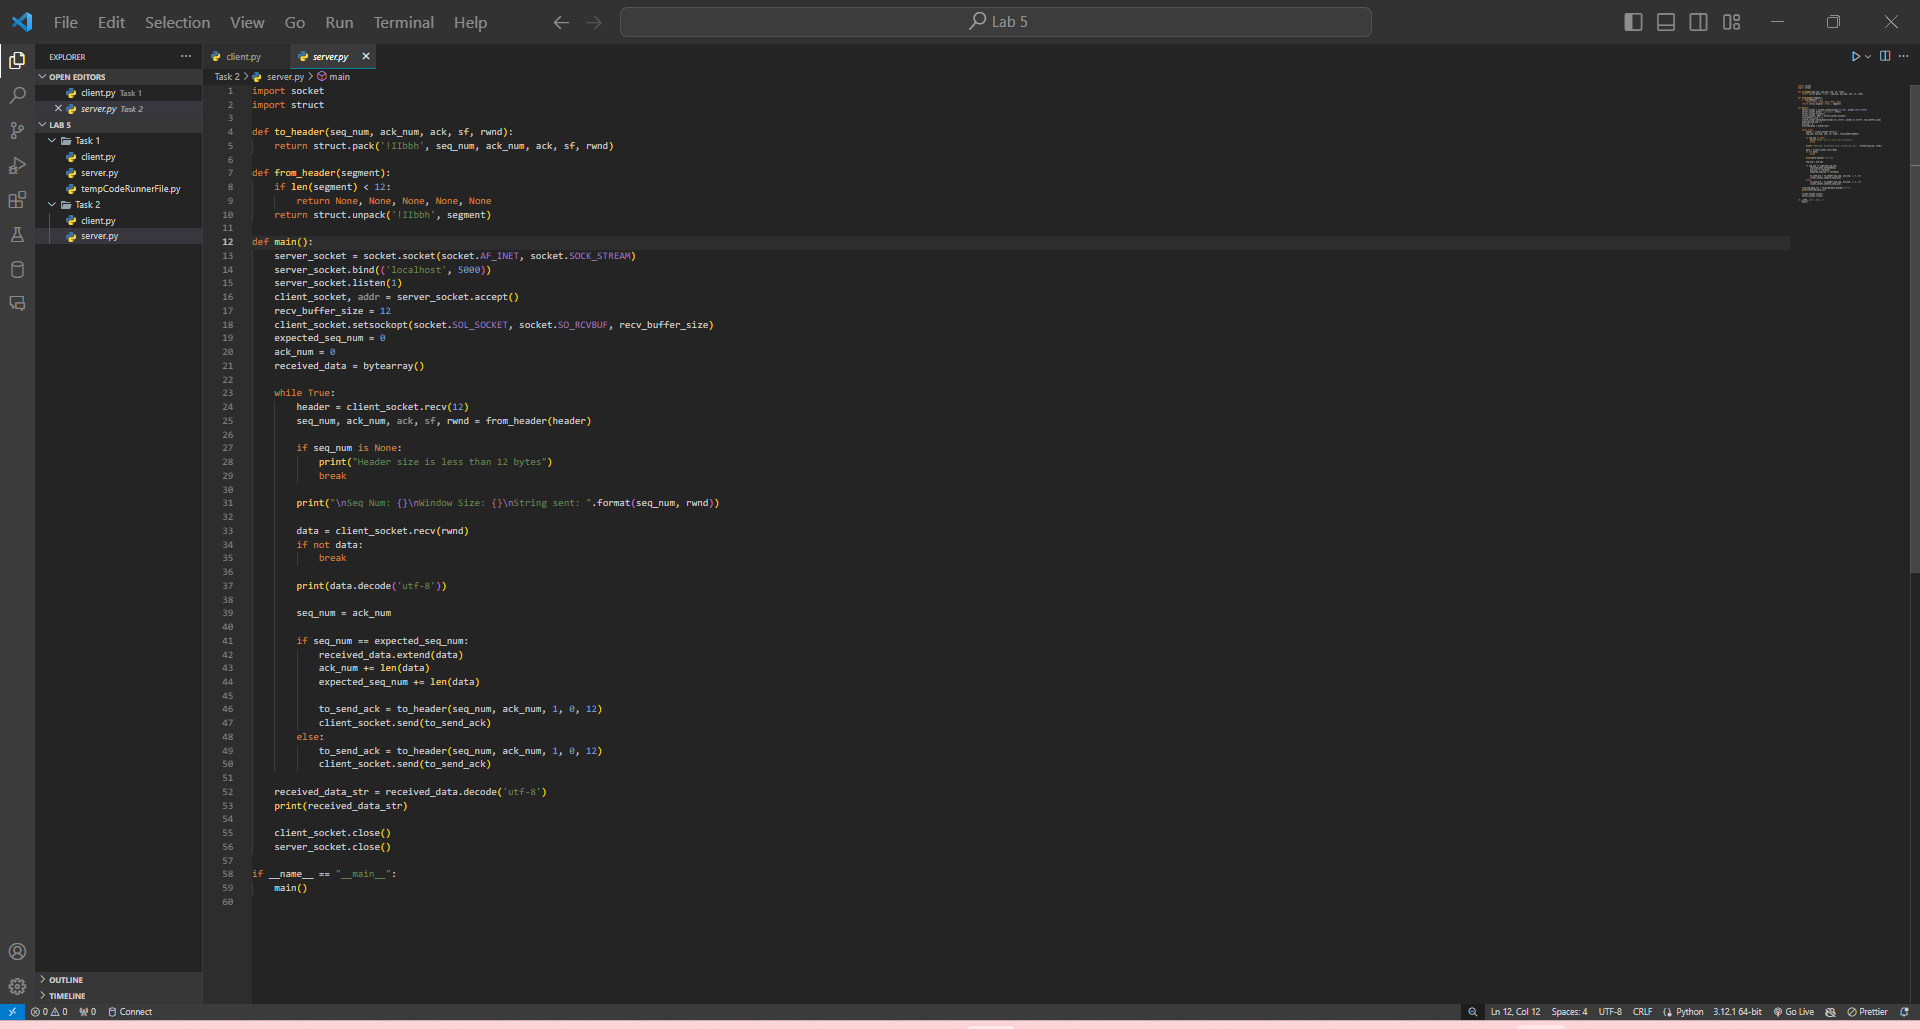 File Edit Selection View Go Run Terminal Help
Lab 5
EXPLORER
OPEN EDITORS
client.py Task 1
server.py Task 2
LAB 5
Task 1
client.py
server.py
tempCodeRunnerFile.py
Task 2
client.py
server.py
OUTLINE
TIMELINE
client.py
server.py
Task 2 > server.py > main
1 import socket
2 import struct
3
4 def to_header(seq_num, ack_num, ack, sf, rwnd):
5     return struct.pack('!IIbbh', seq_num, ack_num, ack, sf, rwnd)
6
7 def from_header(segment):
8     if len(segment) < 12:
9         return None, None, None, None, None
10     return struct.unpack('!IIbbh', segment)
11
12 def main():
13     server_socket = socket.socket(socket.AF_INET, socket.SOCK_STREAM)
14     server_socket.bind(('localhost', 5000))
15     server_socket.listen(1)
16     client_socket, addr = server_socket.accept()
17     recv_buffer_size = 12
18     client_socket.setsockopt(socket.SOL_SOCKET, socket.SO_RCVBUF, recv_buffer_size)
19     expected_seq_num = 0
20     ack_num = 0
21     received_data = bytearray()
22
23     while True:
24         header = client_socket.recv(12)
25         seq_num, ack_num, ack, sf, rwnd = from_header(header)
26
27         if seq_num is None:
28             print("Header size is less than 12 bytes")
29             break
30
31         print("\nSeq Num: {}\nWindow Size: {}\nString sent: ".format(seq_num, rwnd))
32
33         data = client_socket.recv(rwnd)
34         if not data:
35             break
36
37         print(data.decode('utf-8'))
38
39         seq_num = ack_num
40
41         if seq_num == expected_seq_num:
42             received_data.extend(data)
43             ack_num += len(data)
44             expected_seq_num += len(data)
45
46             to_send_ack = to_header(seq_num, ack_num, 1, 0, 12)
47             client_socket.send(to_send_ack)
48         else:
49             to_send_ack = to_header(seq_num, ack_num, 1, 0, 12)
50             client_socket.send(to_send_ack)
51
52     received_data_str = received_data.decode('utf-8')
53     print(received_data_str)
54
55     client_socket.close()
56     server_socket.close()
57
58 if __name__ == "__main__":
59     main()
60
0 0 0 Connect
Ln 12, Col 12 Spaces: 4 UTF-8 CRLF Python 3.12.1 64-bit Go Live Prettier